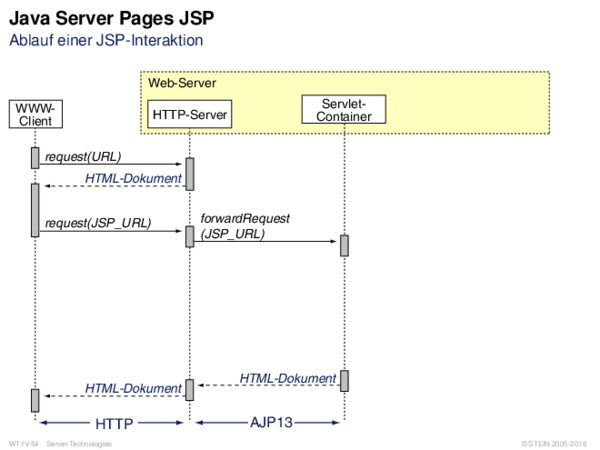 Java Server Pages JSP
Ablauf einer JSP-Interaktion
Web-Server
WWW-
Client
HTTP-Server
Servlet-
Container
request(URL)
HTML-Dokument
request(JSP_URL)
forwardRequest
(JSP_URL)
HTML-Dokument
HTML-Dokument
HTTP
AJP13
WT:IV-54 Server Technologies
© STEIN 2005-2018